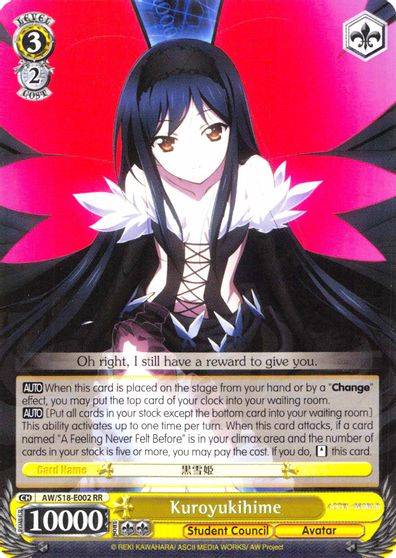 LEVEL
3
2
COST
Oh right, I still have a reward to give you.
AUTO When this card is placed on the stage from your hand or by a "Change"
effect, you may put the top card of your clock into your waiting room.
AUTO [Put all cards in your stock except the bottom card into your waiting room]
This ability activates up to one time per turn. When this card attacks, if a card
named "A Feeling Never Felt Before" is in your climax area and the number of
cards in your stock is six or more, you may pay the cost. If you do, this card.
Card Name 黒雪姫
CH AW/S18-E002 RR
Kuroyukihime
POWER 10000 SOUL
Student Council Avatar
© REKI KAWAHARA/ ASCII MEDIA WORKS/ AW Project